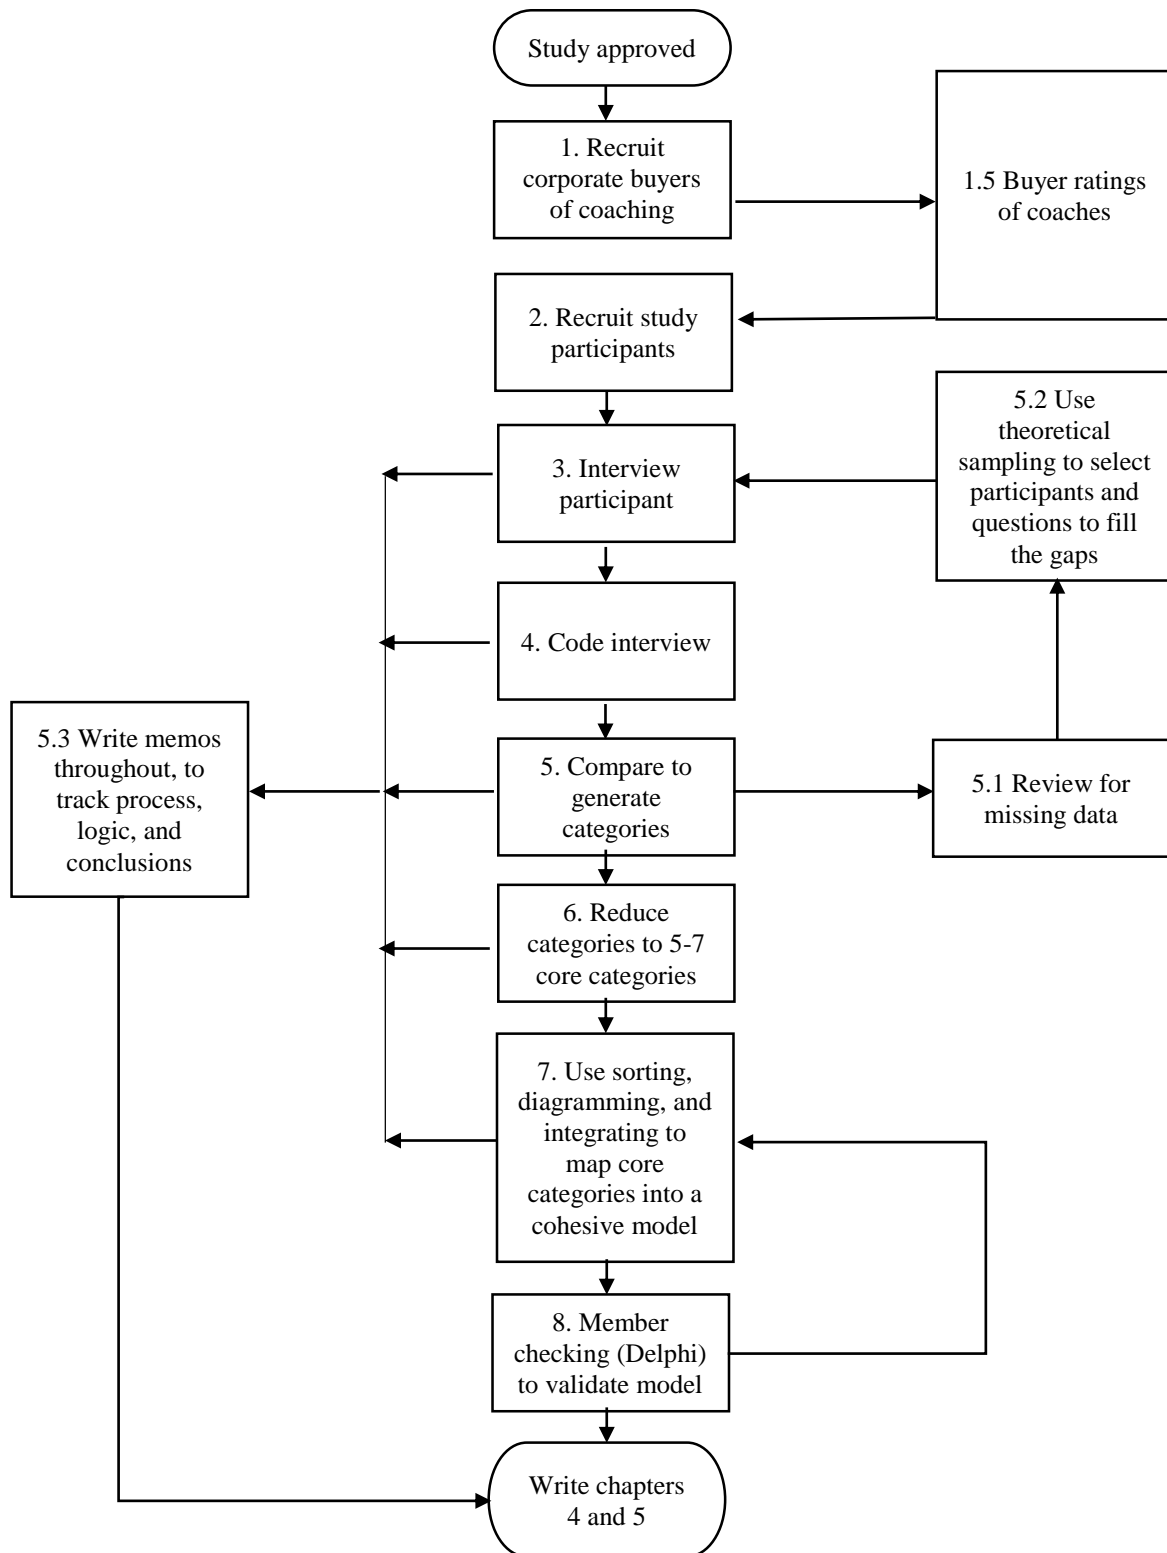 Study approved
1. Recruit
corporate buyers
of coaching
1.5 Buyer ratings
of coaches
2. Recruit study
participants
5.2 Use
theoretical
sampling to select
participants and
questions to fill
the gaps
3. Interview
participant
4. Code interview
5.3 Write memos
throughout, to
track process,
logic, and
conclusions
5. Compare to
generate
categories
5.1 Review for
missing data
6. Reduce
categories to 5-7
core categories
7. Use sorting,
diagramming, and
integrating to
map core
categories into a
cohesive model
8. Member
checking (Delphi)
to validate model
Write chapters
4 and 5